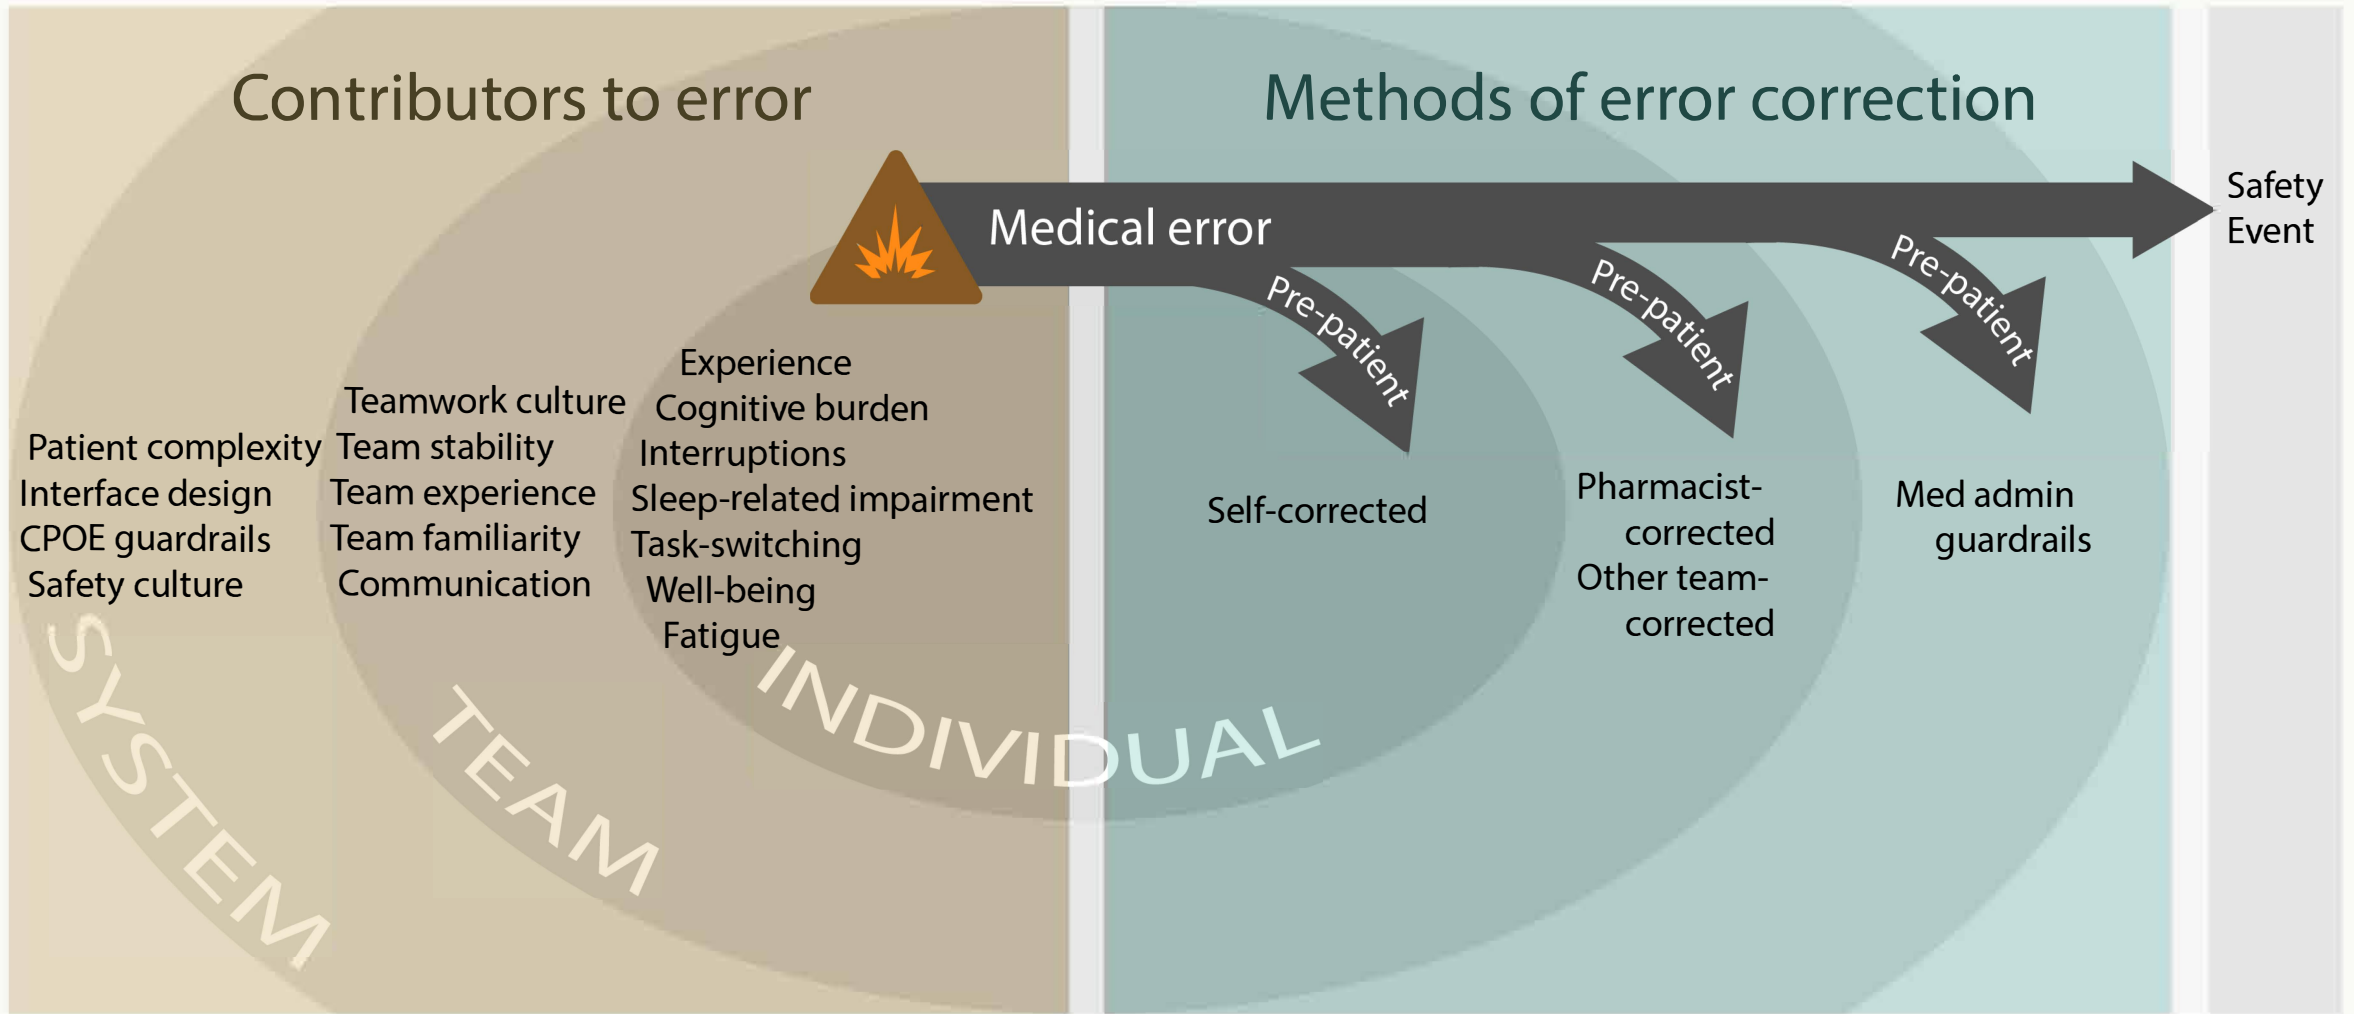 Contributors to error
Methods of error correction
Safety
Event
Medical error
Pre-patient
Pre-patient
Pre-patient
Patient complexity
Interface design
CPOE guardrails
Safety culture
Teamwork culture
Team stability
Team experience
Team familiarity
Communication
Experience
Cognitive burden
Interruptions
Sleep-related impairment
Task-switching
Well-being
Fatigue
Self-corrected
Pharmacist-
corrected
Other team-
corrected
Med admin
guardrails
SYSTEM
TEAM
INDIVIDUAL